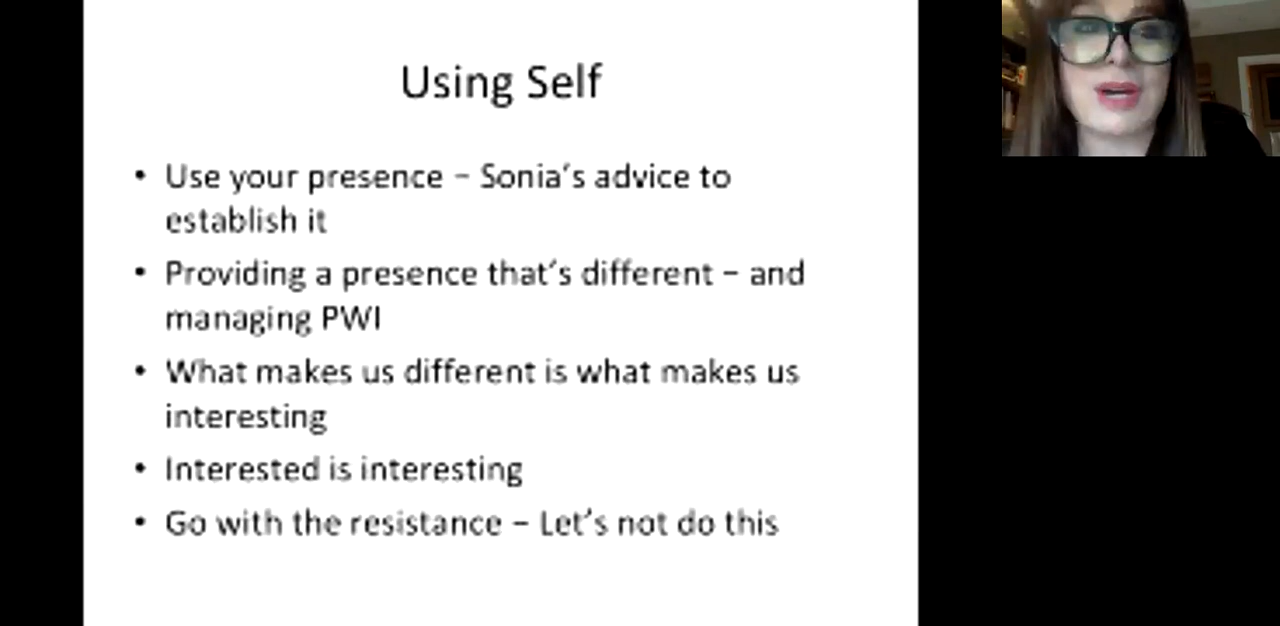 Using Self
• Use your presence – Sonia's advice to
establish it
• Providing a presence that's different – and
managing PWI
• What makes us different is what makes us
interesting
• Interested is interesting
• Go with the resistance – Let's not do this